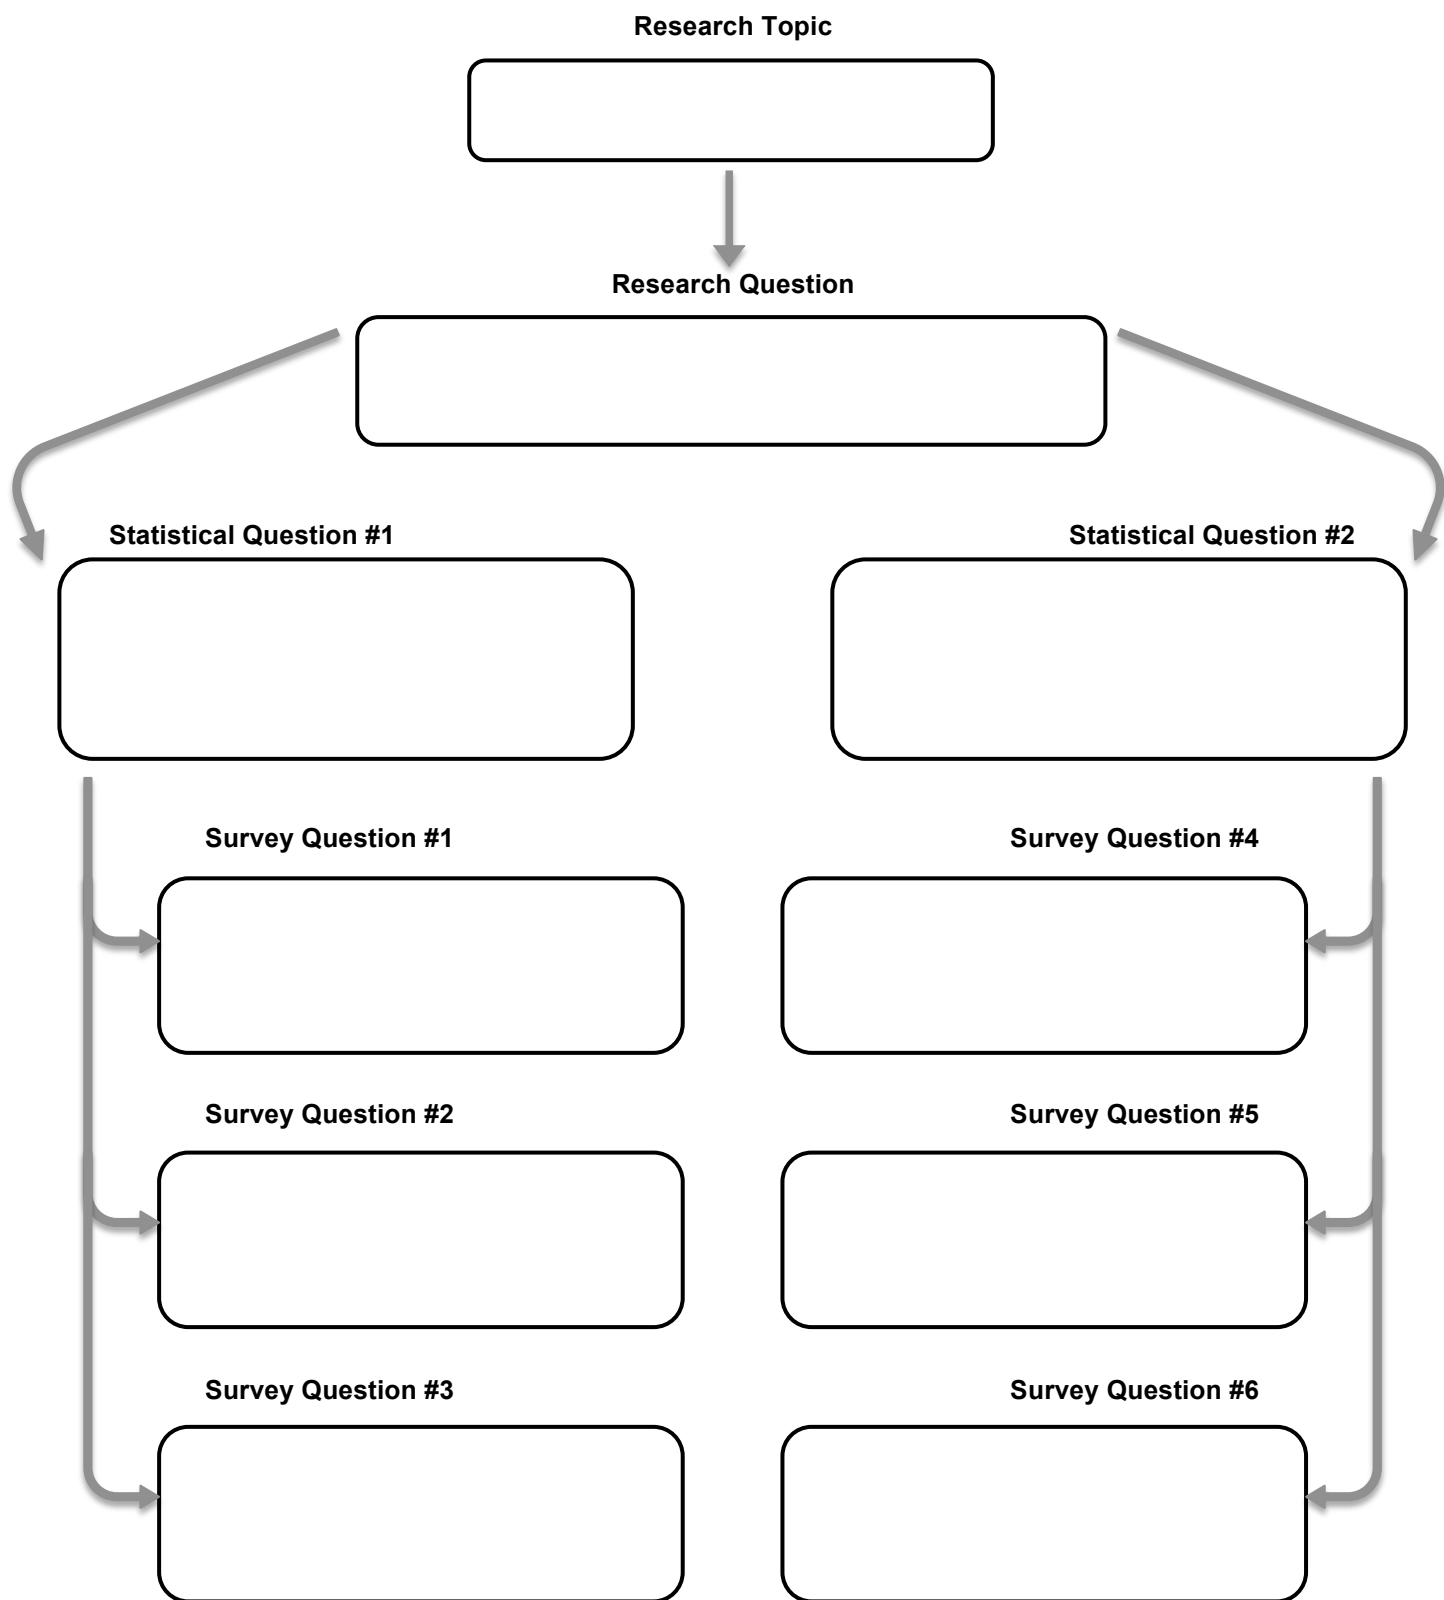 Research Topic
Research Question
Statistical Question #1
Statistical Question #2
Survey Question #1
Survey Question #4
Survey Question #2
Survey Question #5
Survey Question #3
Survey Question #6